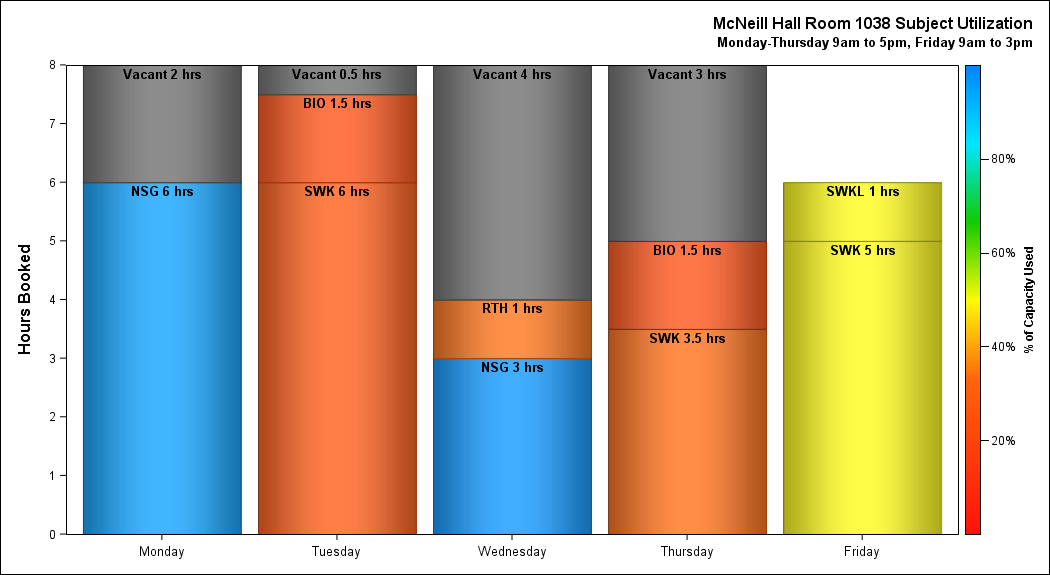 McNeill Hall Room 1038 Subject Utilization
Monday-Thursday 9am to 5pm, Friday 9am to 3pm
Hours Booked
8
7
6
5
4
3
2
1
0
Vacant 2 hrs
NSG 6 hrs
Vacant 0.5 hrs
BIO 1.5 hrs
SWK 6 hrs
Vacant 4 hrs
RTH 1 hrs
NSG 3 hrs
Vacant 3 hrs
BIO 1.5 hrs
SWK 3.5 hrs
SWKL 1 hrs
SWK 5 hrs
Monday Tuesday Wednesday Thursday Friday
80%
60%
40%
20%
% of Capacity Used